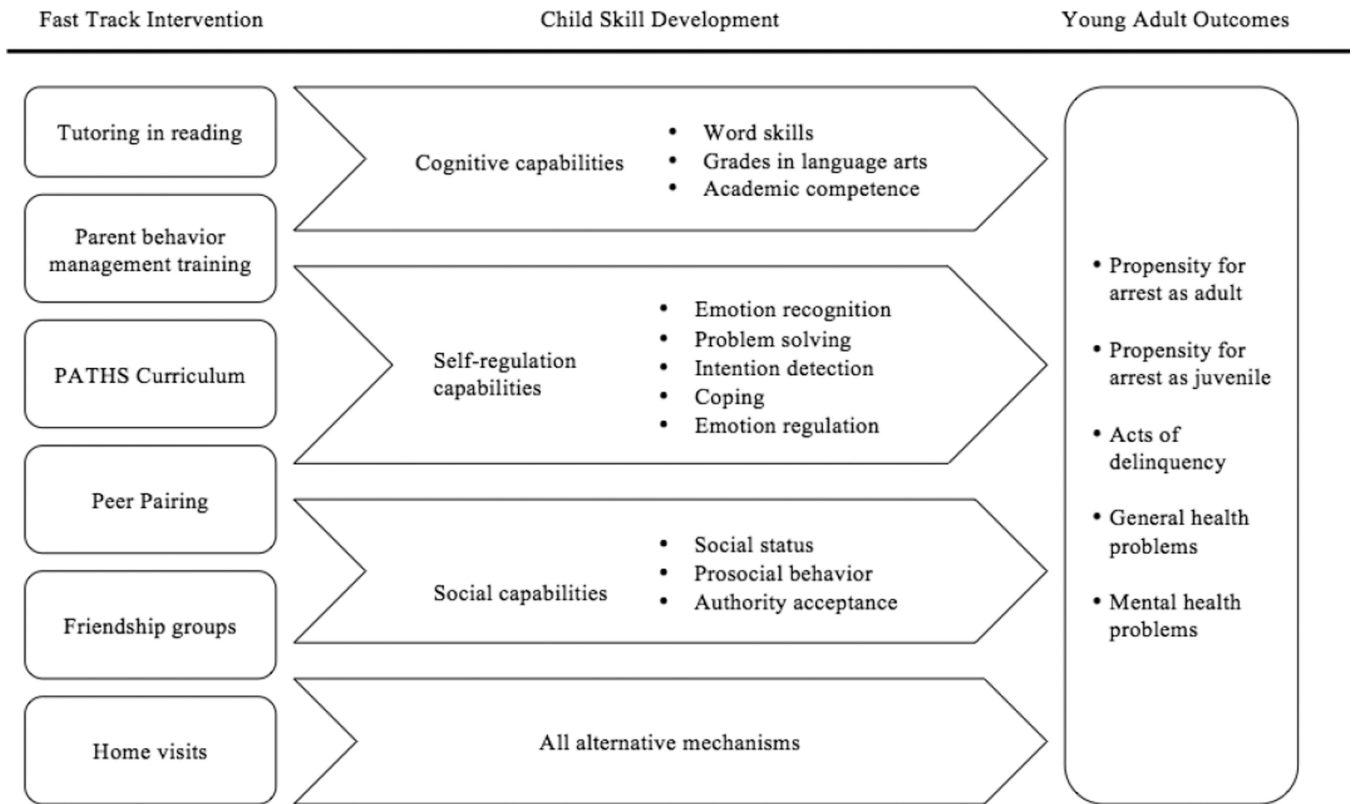 Fast Track Intervention
Child Skill Development
Young Adult Outcomes
Tutoring in reading
Parent behavior
management training
PATHS Curriculum
Peer Pairing
Friendship groups
Home visits
Cognitive capabilities
• Word skills
• Grades in language arts
• Academic competence
Self-regulation
capabilities
• Emotion recognition
• Problem solving
• Intention detection
• Coping
• Emotion regulation
Social capabilities
• Social status
• Prosocial behavior
• Authority acceptance
All alternative mechanisms
• Propensity for
arrest as adult
• Propensity for
arrest as juvenile
• Acts of
delinquency
• General health
problems
• Mental health
problems